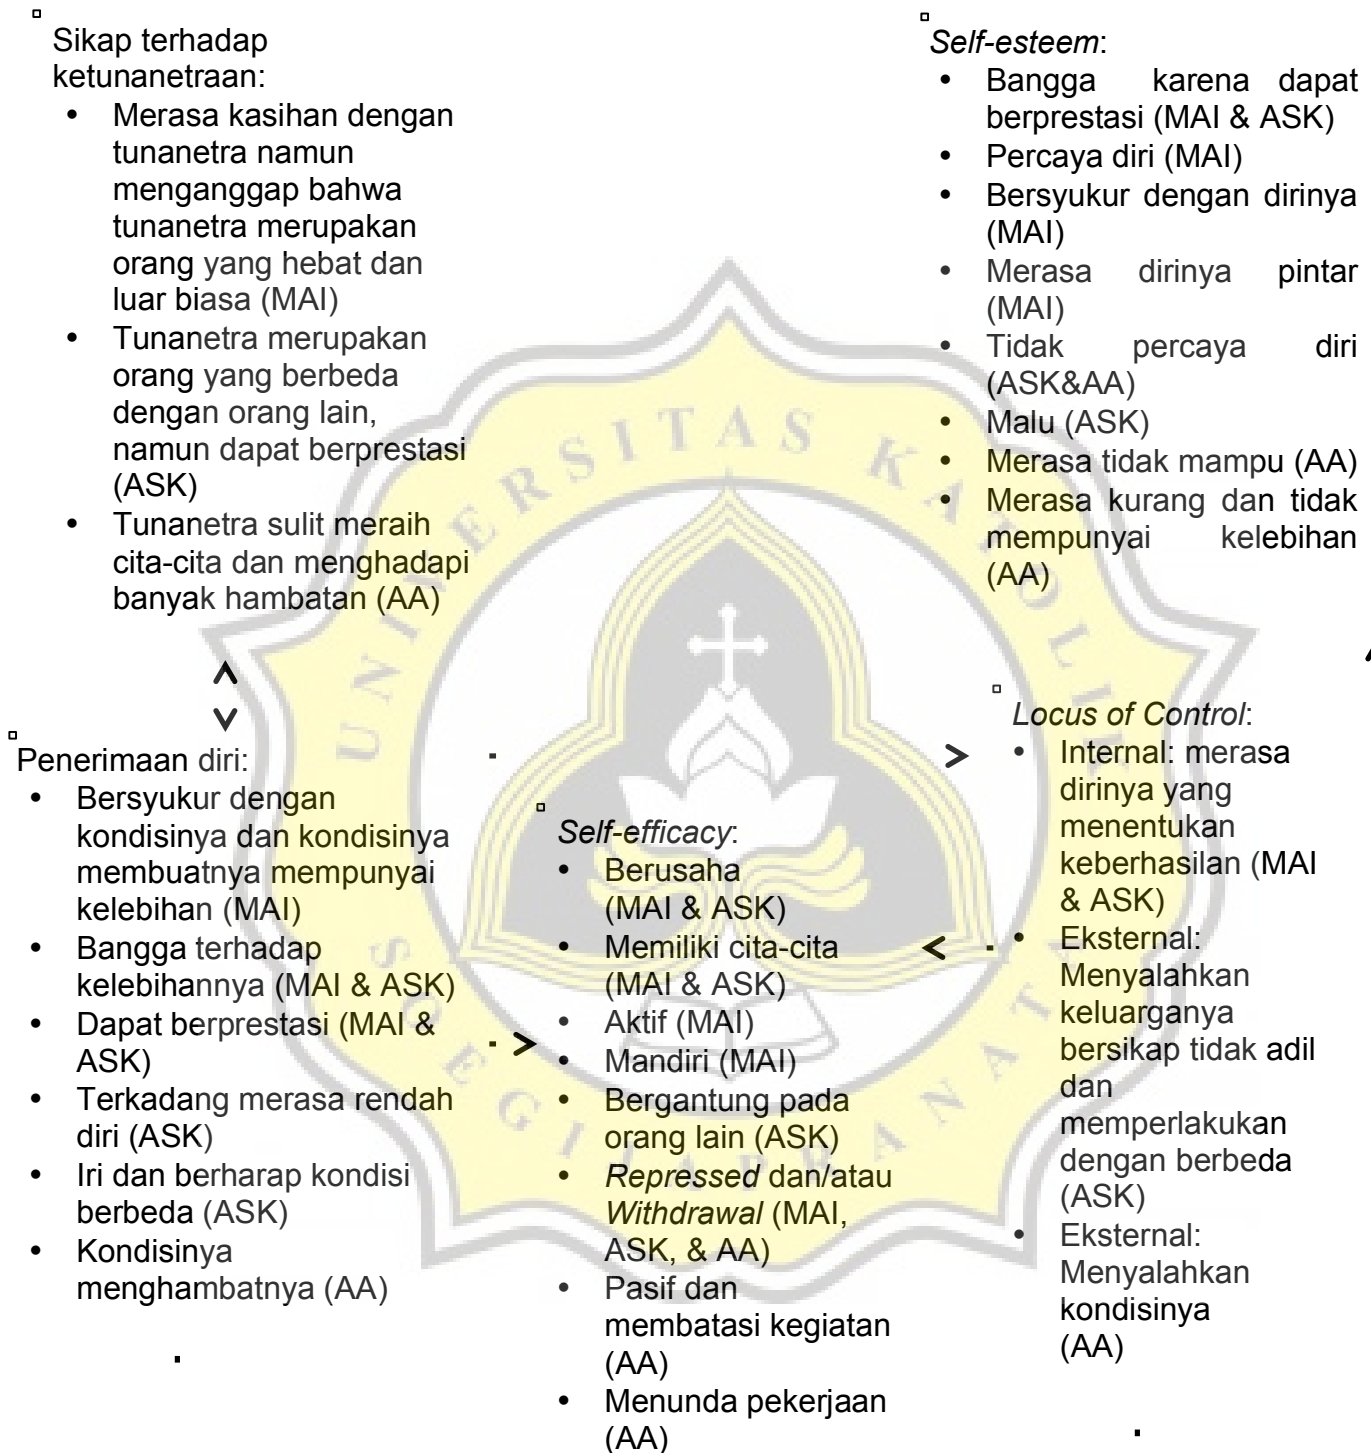 Sikap terhadap
ketunanetraan:
• Merasa kasihan dengan
tunanetra namun
menganggap bahwa
tunanetra merupakan
orang yang hebat dan
luar biasa (MAI)
• Tunanetra merupakan
orang yang berbeda
dengan orang lain,
namun dapat berprestasi
(ASK)
• Tunanetra sulit meraih
cita-cita dan menghadapi
banyak hambatan (AA)
Self-esteem:
• Bangga karena dapat
berprestasi (MAI & ASK)
• Percaya diri (MAI)
• Bersyukur dengan dirinya
(MAI)
• Merasa dirinya pintar
(MAI)
• Tidak percaya diri
(ASK&AA)
• Malu (ASK)
• Merasa tidak mampu (AA)
• Merasa kurang dan tidak
mempunyai kelebihan
(AA)
Penerimaan diri:
• Bersyukur dengan
kondisinya dan kondisinya
membuatnya mempunyai
kelebihan (MAI)
• Bangga terhadap
kelebihannya (MAI & ASK)
• Dapat berprestasi (MAI &
ASK)
• Terkadang merasa rendah
diri (ASK)
• Iri dan berharap kondisi
berbeda (ASK)
• Kondisinya
menghambatnya (AA)
Self-efficacy:
• Berusaha
(MAI & ASK)
• Memiliki cita-cita
(MAI & ASK)
• Aktif (MAI)
• Mandiri (MAI)
• Bergantung pada
orang lain (ASK)
• Repressed dan/atau
Withdrawal (MAI,
ASK, & AA)
• Pasif dan
membatasi kegiatan
(AA)
• Menunda pekerjaan
(AA)
Locus of Control:
• Internal: merasa
dirinya yang
menentukan
keberhasilan (MAI
& ASK)
• Eksternal:
Menyalahkan
keluarganya
bersikap tidak adil
dan
memperlakukan
dengan berbeda
(ASK)
• Eksternal:
Menyalahkan
kondisinya
(AA)
UNIVERSITAS KATOLIK
SOEGIJAPRANATA